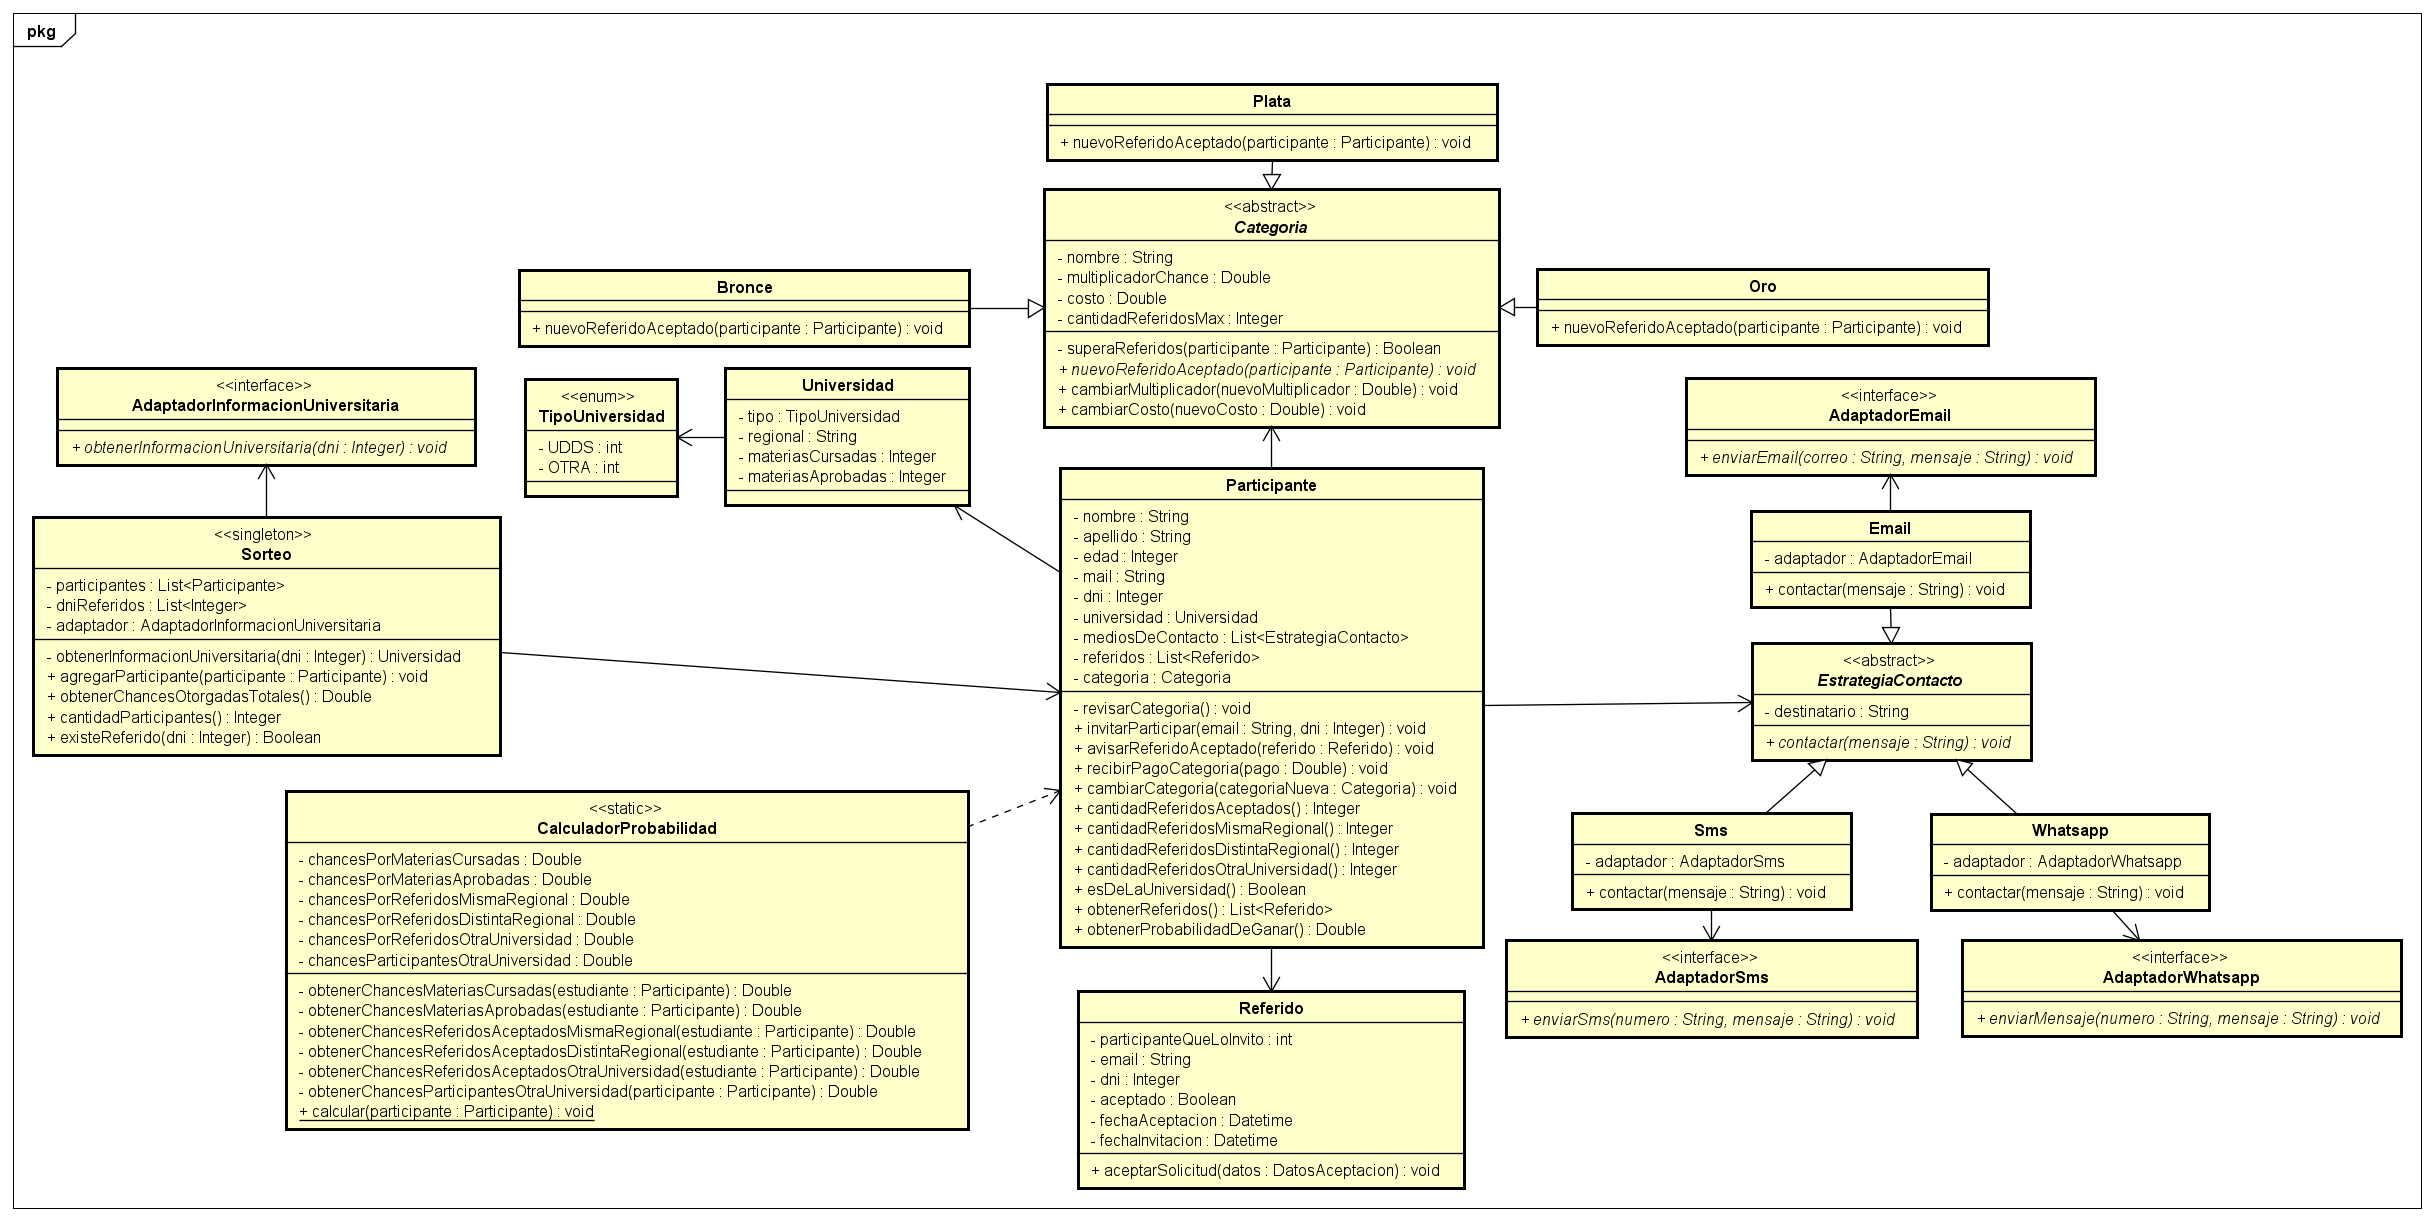 pkg
Plata
+ nuevoReferidoAceptado(participante : Participante) : void
<<abstract>>
Categoria
- nombre : String
- multiplicadorChance : Double
- costo : Double
- cantidadReferidosMax : Integer
- superaReferidos(participante : Participante) : Boolean
+ nuevoReferidoAceptado(participante : Participante) : void
+ cambiarMultiplicador(nuevoMultiplicador : Double) : void
+ cambiarCosto(nuevoCosto : Double) : void
Bronce
+ nuevoReferidoAceptado(participante : Participante) : void
Oro
+ nuevoReferidoAceptado(participante : Participante) : void
<<interface>>
AdaptadorInformacionUniversitaria
+ obtenerInformacionUniversitaria(dni : Integer) : void
<<enum>>
TipoUniversidad
- UDDS : int
- OTRA : int
Universidad
- tipo : TipoUniversidad
- regional : String
- materiasCursadas : Integer
- materiasAprobadas : Integer
<<interface>>
AdaptadorEmail
+ enviarEmail(correo : String, mensaje : String) : void
<<singleton>>
Sorteo
- participantes : List<Participante>
- dniReferidos : List<Integer>
- adaptador : AdaptadorInformacionUniversitaria
- obtenerInformacionUniversitaria(dni : Integer) : Universidad
+ agregarParticipante(participante : Participante) : void
+ obtenerChancesOtorgadasTotales() : Double
+ cantidadParticipantes() : Integer
+ existeReferido(dni : Integer) : Boolean
Participante
- nombre : String
- apellido : String
- edad : Integer
- mail : String
- dni : Integer
- universidad : Universidad
- mediosDeContacto : List<EstrategiaContacto>
- referidos : List<Referido>
- categoria : Categoria
- revisarCategoria() : void
+ invitarParticipar(email : String, dni : Integer) : void
+ avisarReferidoAceptado(referido : Referido) : void
+ recibirPagoCategoria(pago : Double) : void
+ cambiarCategoria(categoriaNueva : Categoria) : void
+ cantidadReferidosAceptados() : Integer
+ cantidadReferidosMismaRegional() : Integer
+ cantidadReferidosDistintaRegional() : Integer
+ cantidadReferidosOtraUniversidad() : Integer
+ esDeLaUniversidad() : Boolean
+ obtenerReferidos() : List<Referido>
+ obtenerProbabilidadDeGanar() : Double
Email
- adaptador : AdaptadorEmail
+ contactar(mensaje : String) : void
<<abstract>>
EstrategiaContacto
- destinatario : String
+ contactar(mensaje : String) : void
<<static>>
CalculadorProbabilidad
- chancesPorMateriasCursadas : Double
- chancesPorMateriasAprobadas : Double
- chancesPorReferidosMismaRegional : Double
- chancesPorReferidosDistintaRegional : Double
- chancesPorReferidosOtraUniversidad : Double
- chancesParticipantesOtraUniversidad : Double
- obtenerChancesMateriasCursadas(estudiante : Participante) : Double
- obtenerChancesMateriasAprobadas(estudiante : Participante) : Double
- obtenerChancesReferidosAceptadosMismaRegional(estudiante : Participante) : Double
- obtenerChancesReferidosAceptadosDistintaRegional(estudiante : Participante) : Double
- obtenerChancesReferidosAceptadosOtraUniversidad(estudiante : Participante) : Double
- obtenerChancesParticipantesOtraUniversidad(participante : Participante) : Double
+ calcular(participante : Participante) : void
Sms
- adaptador : AdaptadorSms
+ contactar(mensaje : String) : void
Whatsapp
- adaptador : AdaptadorWhatsapp
+ contactar(mensaje : String) : void
<<interface>>
AdaptadorSms
+ enviarSms(numero : String, mensaje : String) : void
<<interface>>
AdaptadorWhatsapp
+ enviarMensaje(numero : String, mensaje : String) : void
Referido
- participanteQueLoInvito : int
- email : String
- dni : Integer
- aceptado : Boolean
- fechaAceptacion : Datetime
- fechaInvitacion : Datetime
+ aceptarSolicitud(datos : DatosAceptacion) : void